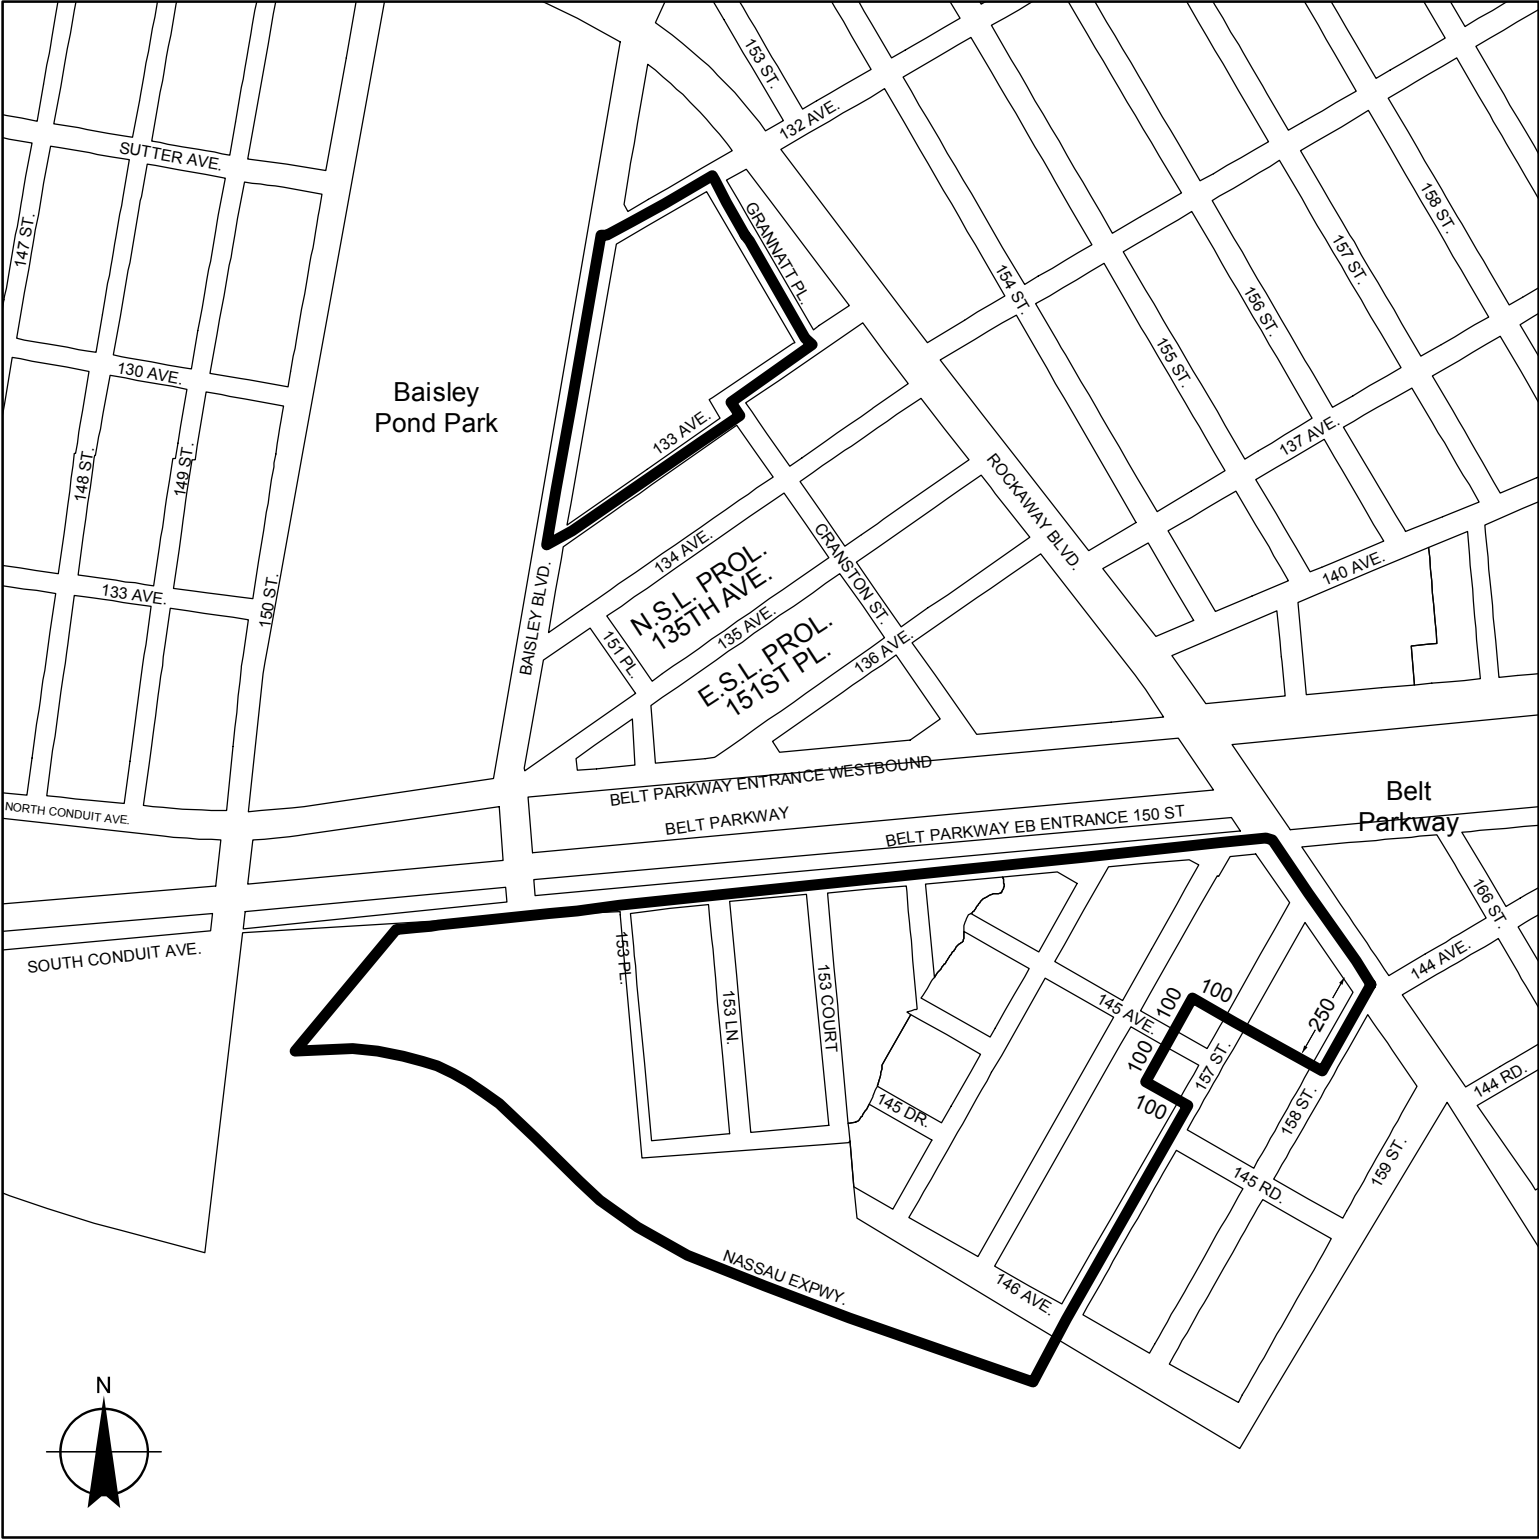 153 ST.
132 AVE.
SUTTER AVE.
147 ST.
GRANNATT PL.
158 ST.
157 ST.
154 ST.
156 ST.
155 ST.
130 AVE.
Baisley
Pond Park
133 AVE.
137 AVE.
148 ST.
149 ST.
ROCKAWAY BLVD.
134 AVE.
N.S.L. PROL.
135TH AVE.
CRANSTON ST.
140 AVE.
133 AVE.
150 ST.
BAISLEY BLVD.
151 PL.
135 AVE.
E.S.L. PROL.
151ST PL.
136 AVE.
BELT PARKWAY ENTRANCE WESTBOUND
BELT PARKWAY
BELT PARKWAY EB ENTRANCE 150 ST
Belt
Parkway
NORTH CONDUIT AVE.
SOUTH CONDUIT AVE.
166 ST.
144 AVE.
153 PL.
153 LN.
153 COURT
145 AVE.
100
100
250
100
100
157 ST.
158 ST.
144 RD.
145 DR.
159 ST.
145 RD.
NASSAU EXPWY.
146 AVE.
N